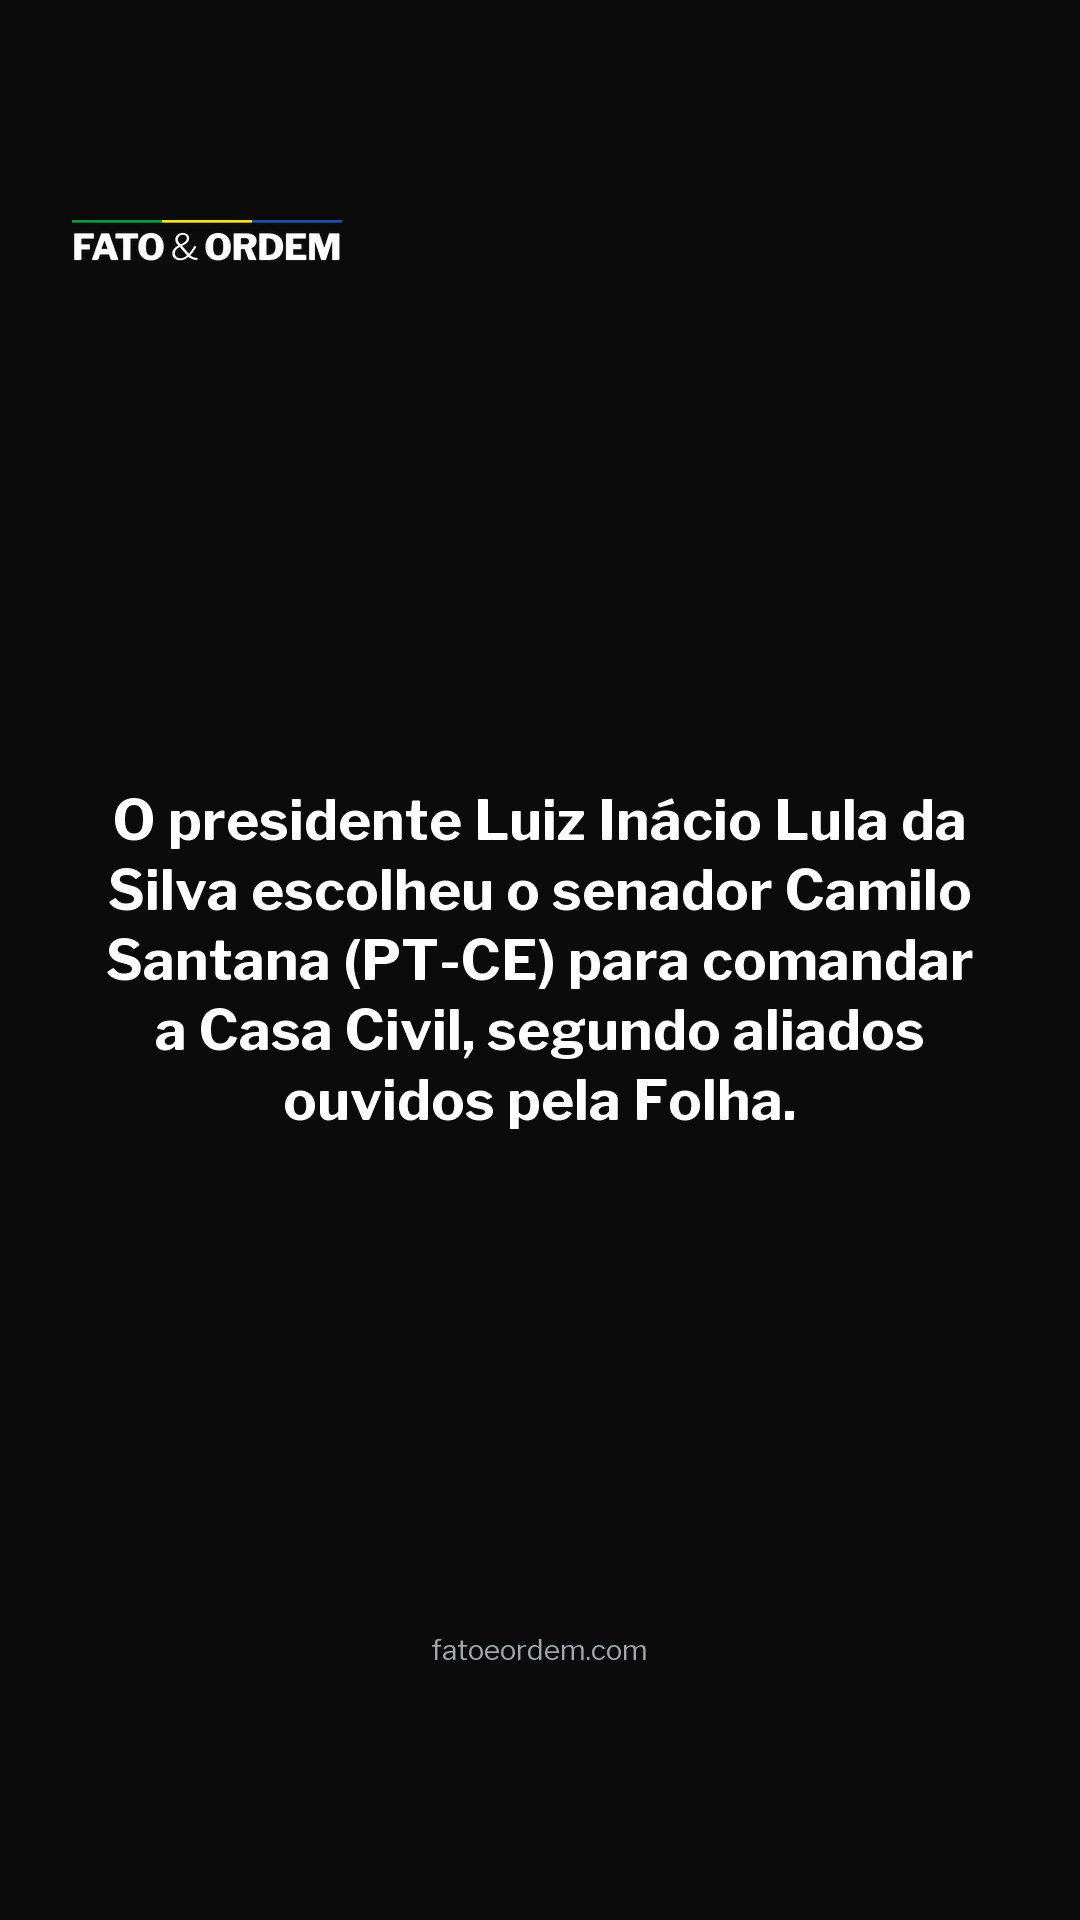 FATO & ORDEM
O presidente Luiz Inácio Lula da
Silva escolheu o senador Camilo
Santana (PT-CE) para comandar
a Casa Civil, segundo aliados
ouvidos pela Folha.
fatoeordem.com